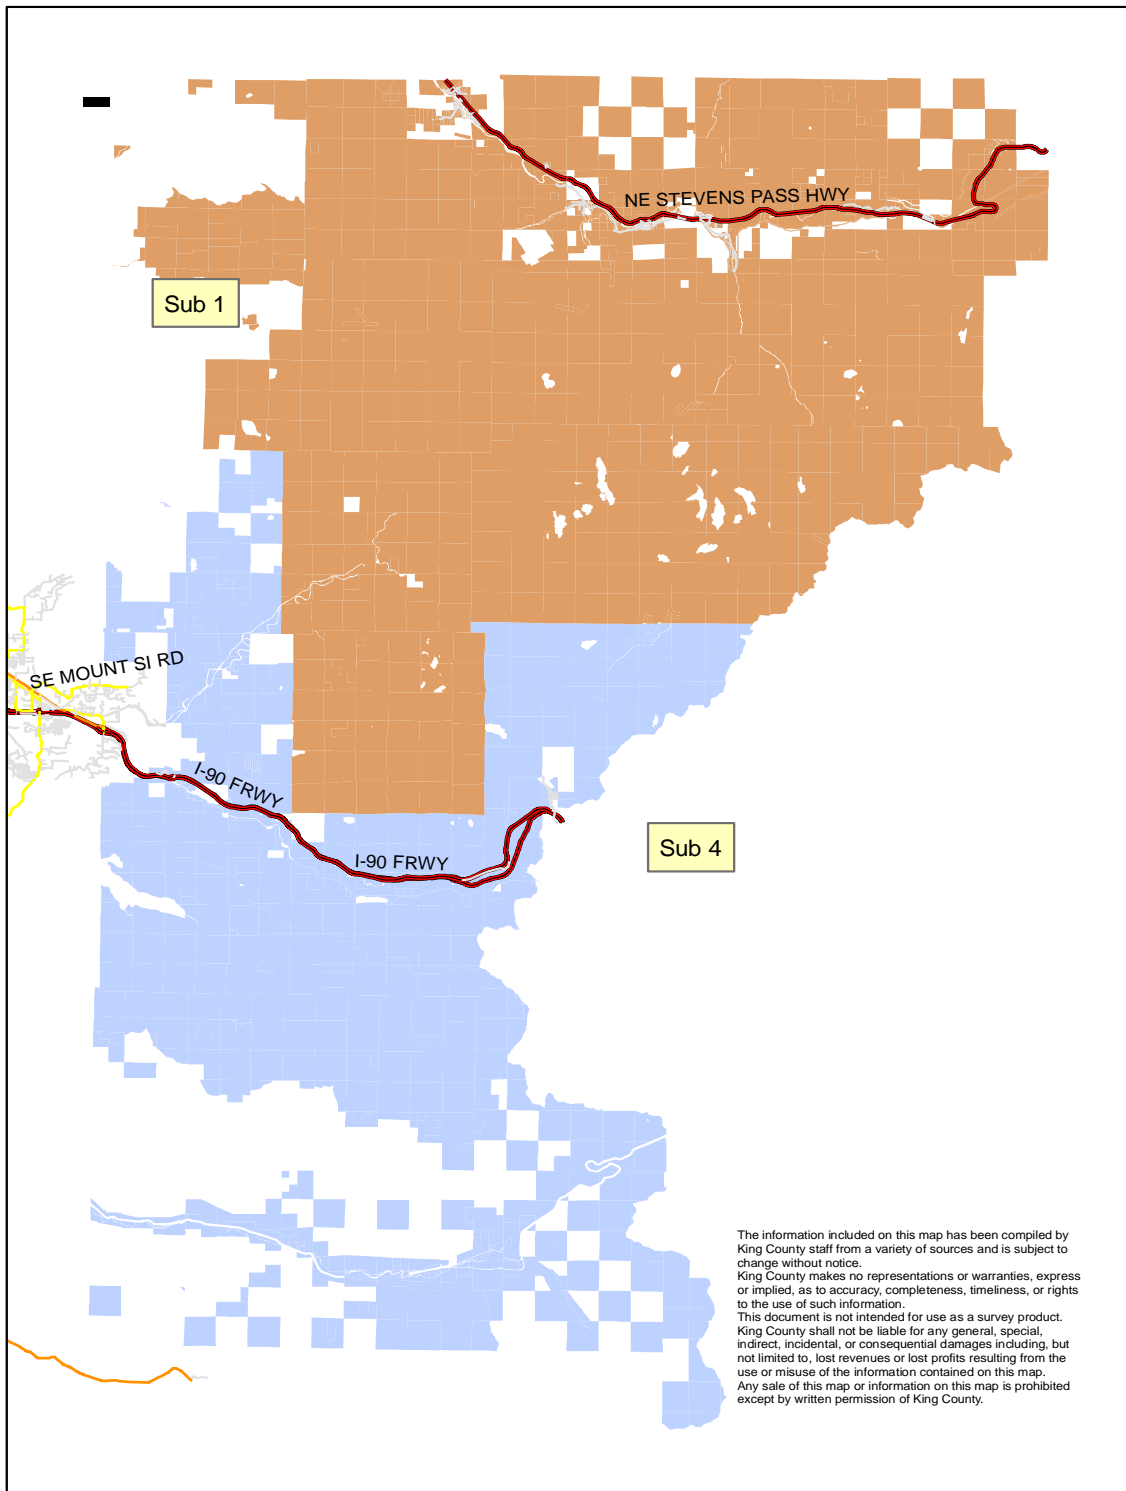 NE STEVENS PASS HWY
Sub 1
SE MOUNT SI RD
I-90 FRWY
I-90 FRWY
Sub 4
The information included on this map has been compiled by
King County staff from a variety of sources and is subject to
change without notice.
King County makes no representations or warranties, express
or implied, as to accuracy, completeness, timeliness, or rights
to the use of such information.
This document is not intended for use as a survey product.
King County shall not be liable for any general, special,
indirect, incidental, or consequential damages including, but
not limited to, lost revenues or lost profits resulting from the
use or misuse of the information contained on this map.
Any sale of this map or information on this map is prohibited
except by written permission of King County.